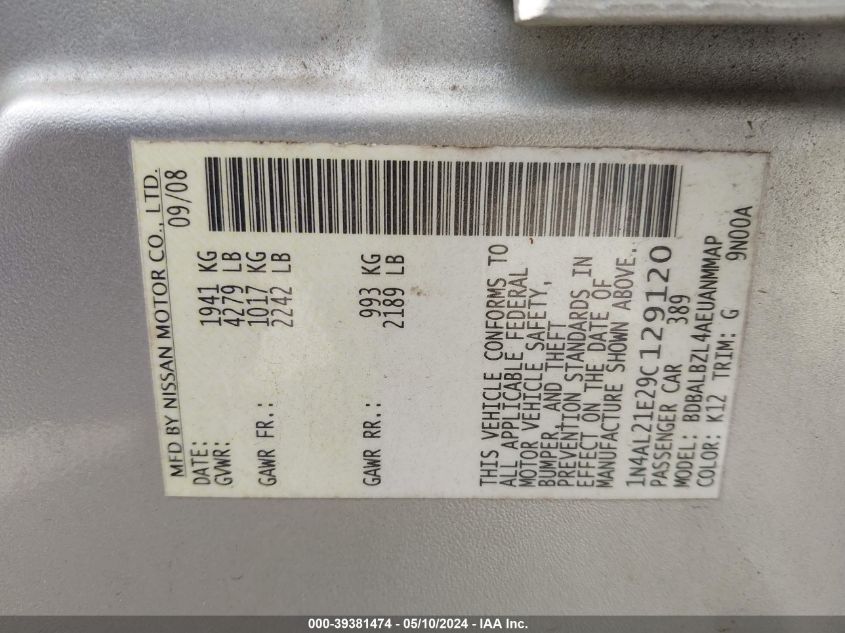 MFD BY NISSAN MOTOR CO., LTD.
DATE: 09/08
GVWR: 1941 KG
4279 LB
GAWR FR.: 1017 KG
2242 LB
GAWR RR.: 993 KG
2189 LB
THIS VEHICLE CONFORMS TO
ALL APPLICABLE FEDERAL
MOTOR VEHICLE SAFETY,
BUMPER, AND THEFT
PREVENTION STANDARDS IN
EFFECT ON THE DATE OF
MANUFACTURE SHOWN ABOVE.
1N4AL21E29C129120
PASSENGER CAR 389
MODEL: BDBALBZL4AEUANMMAP
COLOR: K12 TRIM: G 9N00A
000-39381474 - 05/10/2024 - IAA Inc.